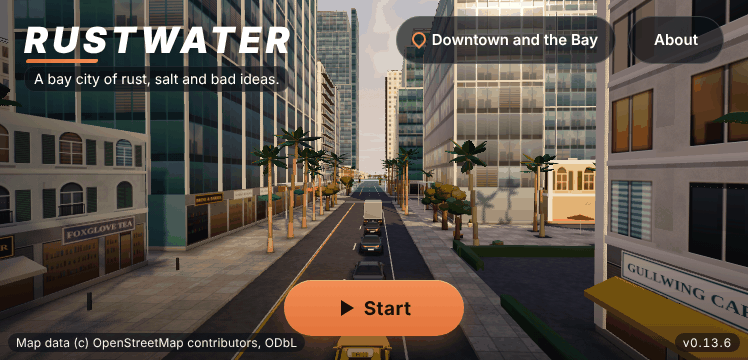 RUSTWATER
A bay city of rust, salt and bad ideas.
Downtown and the Bay
About
FOXGLOVE TEA
GULLWING CAF
Start
Map data (c) OpenStreetMap contributors, ODbL
v0.13.6